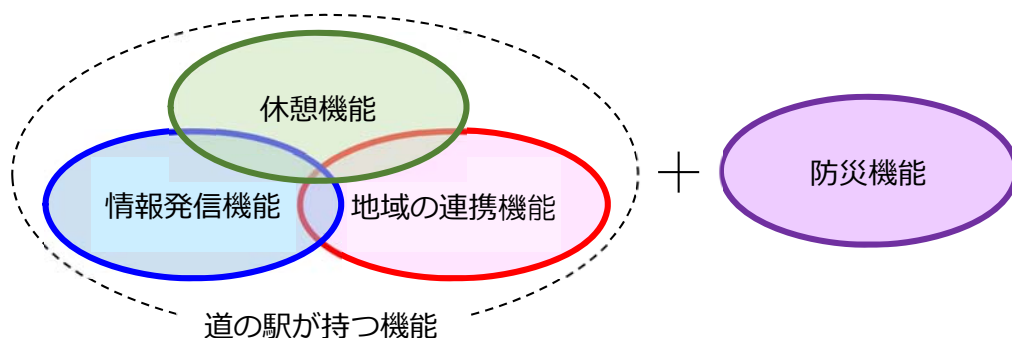 休憩機能
情報発信機能
地域の連携機能
＋
防災機能
道の駅が持つ機能